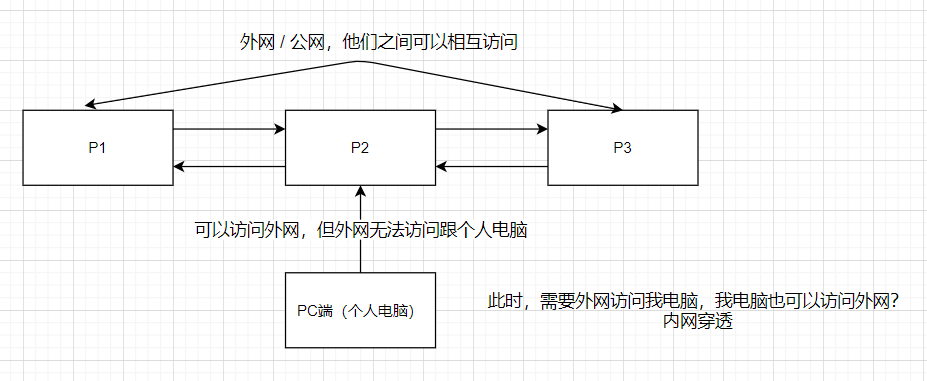 外网 / 公网，他们之间可以相互访问
P1
P2
P3
可以访问外网，但外网无法访问跟个人电脑
PC端（个人电脑）
此时，需要外网访问我电脑，我电脑也可以访问外网？
内网穿透